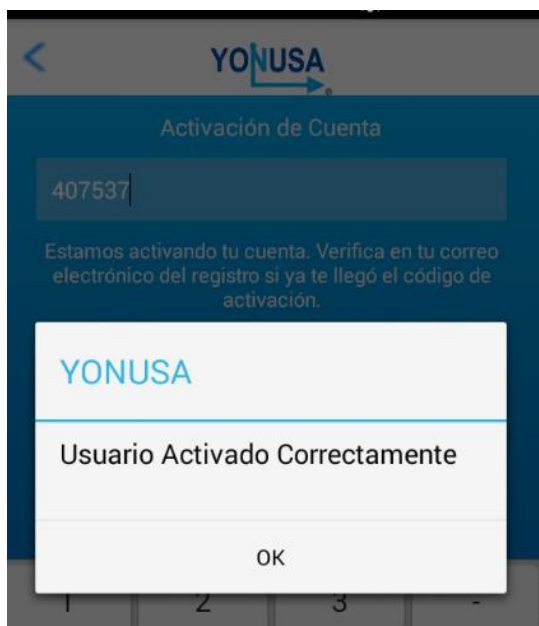 YONUSA
Activación de Cuenta
407537
Estamos activando tu cuenta. Verifica en tu correo
electrónico del registro si ya te llegó el código de
activación.
YONUSA
Usuario Activado Correctamente
OK
1 2 3 -